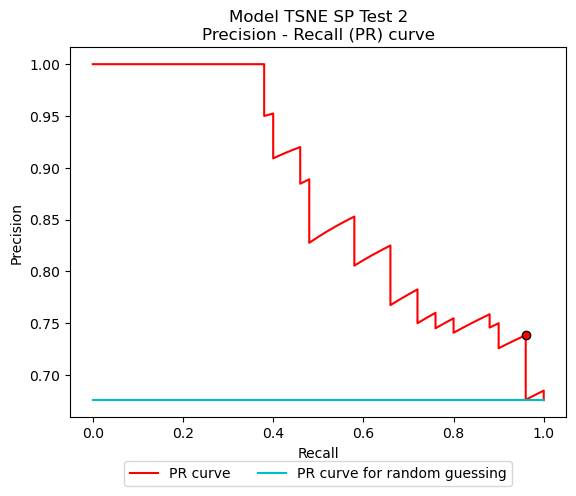 Model TSNE SP Test 2
Precision - Recall (PR) curve
1.00
0.95
0.90
0.85
0.80
0.75
0.70
Precision
0.0 0.2 0.4 0.6 0.8 1.0
Recall
PR curve PR curve for random guessing